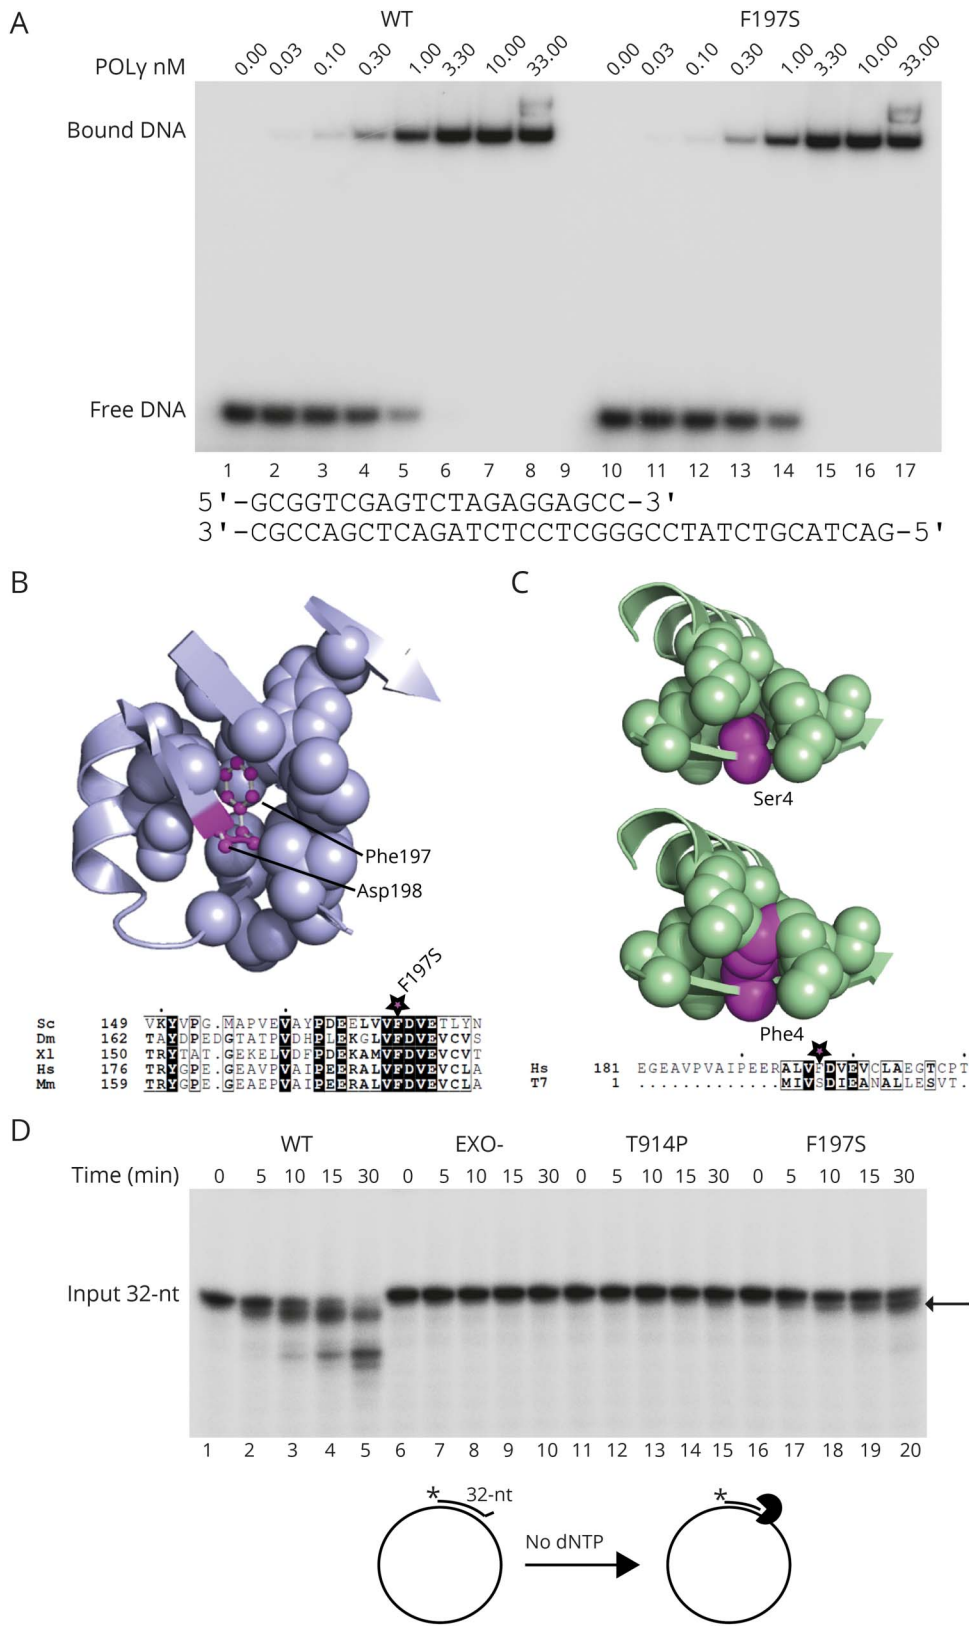 A
WT F197S
POLγ nM 0.00 0.03 0.10 0.30 1.00 3.30 10.00 33.00 0.00 0.03 0.10 0.30 1.00 3.30 10.00 33.00
Bound DNA
Free DNA
1 2 3 4 5 6 7 8 9 10 11 12 13 14 15 16 17
5'-GCGGTCGAGTCTAGAGGAGCC-3'
3'-CGCCAGCTCAGATCTCCTCGGGCCTATCTGCATCAG-5'
B
Phe197
Asp198
F197S
Sc 149 VKYVPG.MAPVEVAYPDEELVVFDVETLYN
Dm 162 TAYDPEDGTATPVDHPLEKGLVFDVEVCVS
Xl 150 TRYTAT.GEKELVDFPDEKAMVFDVEVCVT
Hs 176 TRYGPE.GEAVPVAIPEERALVFDVEVCLA
Mm 159 TRYGPE.GEAEPVAIPEERALVFDVEVCLA
C
Ser4
Phe4
Hs 181 EGEAVPVAIPEERALVFDVEVCLAEGTCPT
T7 1 .............MIVSDIEANALLESVT.
D
WT EXO- T914P F197S
Time (min) 0 5 10 15 30 0 5 10 15 30 0 5 10 15 30 0 5 10 15 30
Input 32-nt
1 2 3 4 5 6 7 8 9 10 11 12 13 14 15 16 17 18 19 20
* 32-nt
No dNTP
*